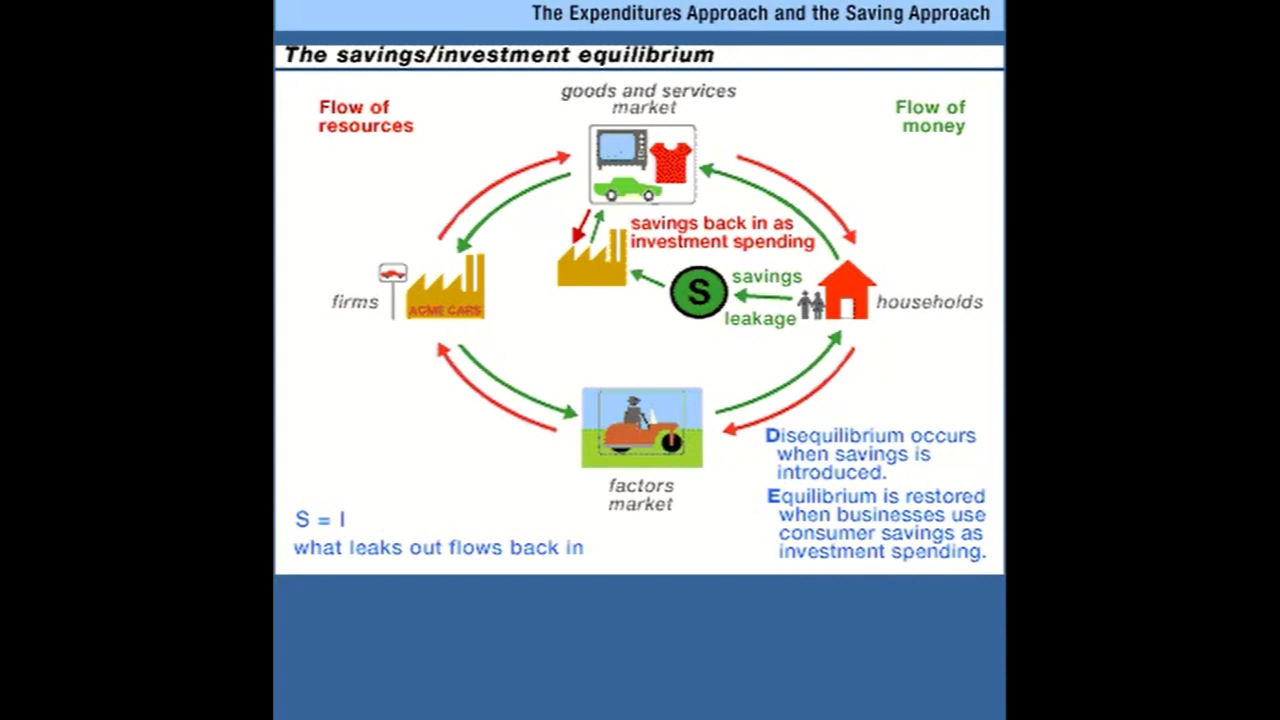 The Expenditures Approach and the Saving Approach
The savings/investment equilibrium
goods and services
market
Flow of
resources
Flow of
money
savings back in as
investment spending
savings
S
leakage
firms
ACME CARS
households
factors
market
Disequilibrium occurs
when savings is
introduced.
Equilibrium is restored
when businesses use
consumer savings as
investment spending.
S = I
what leaks out flows back in